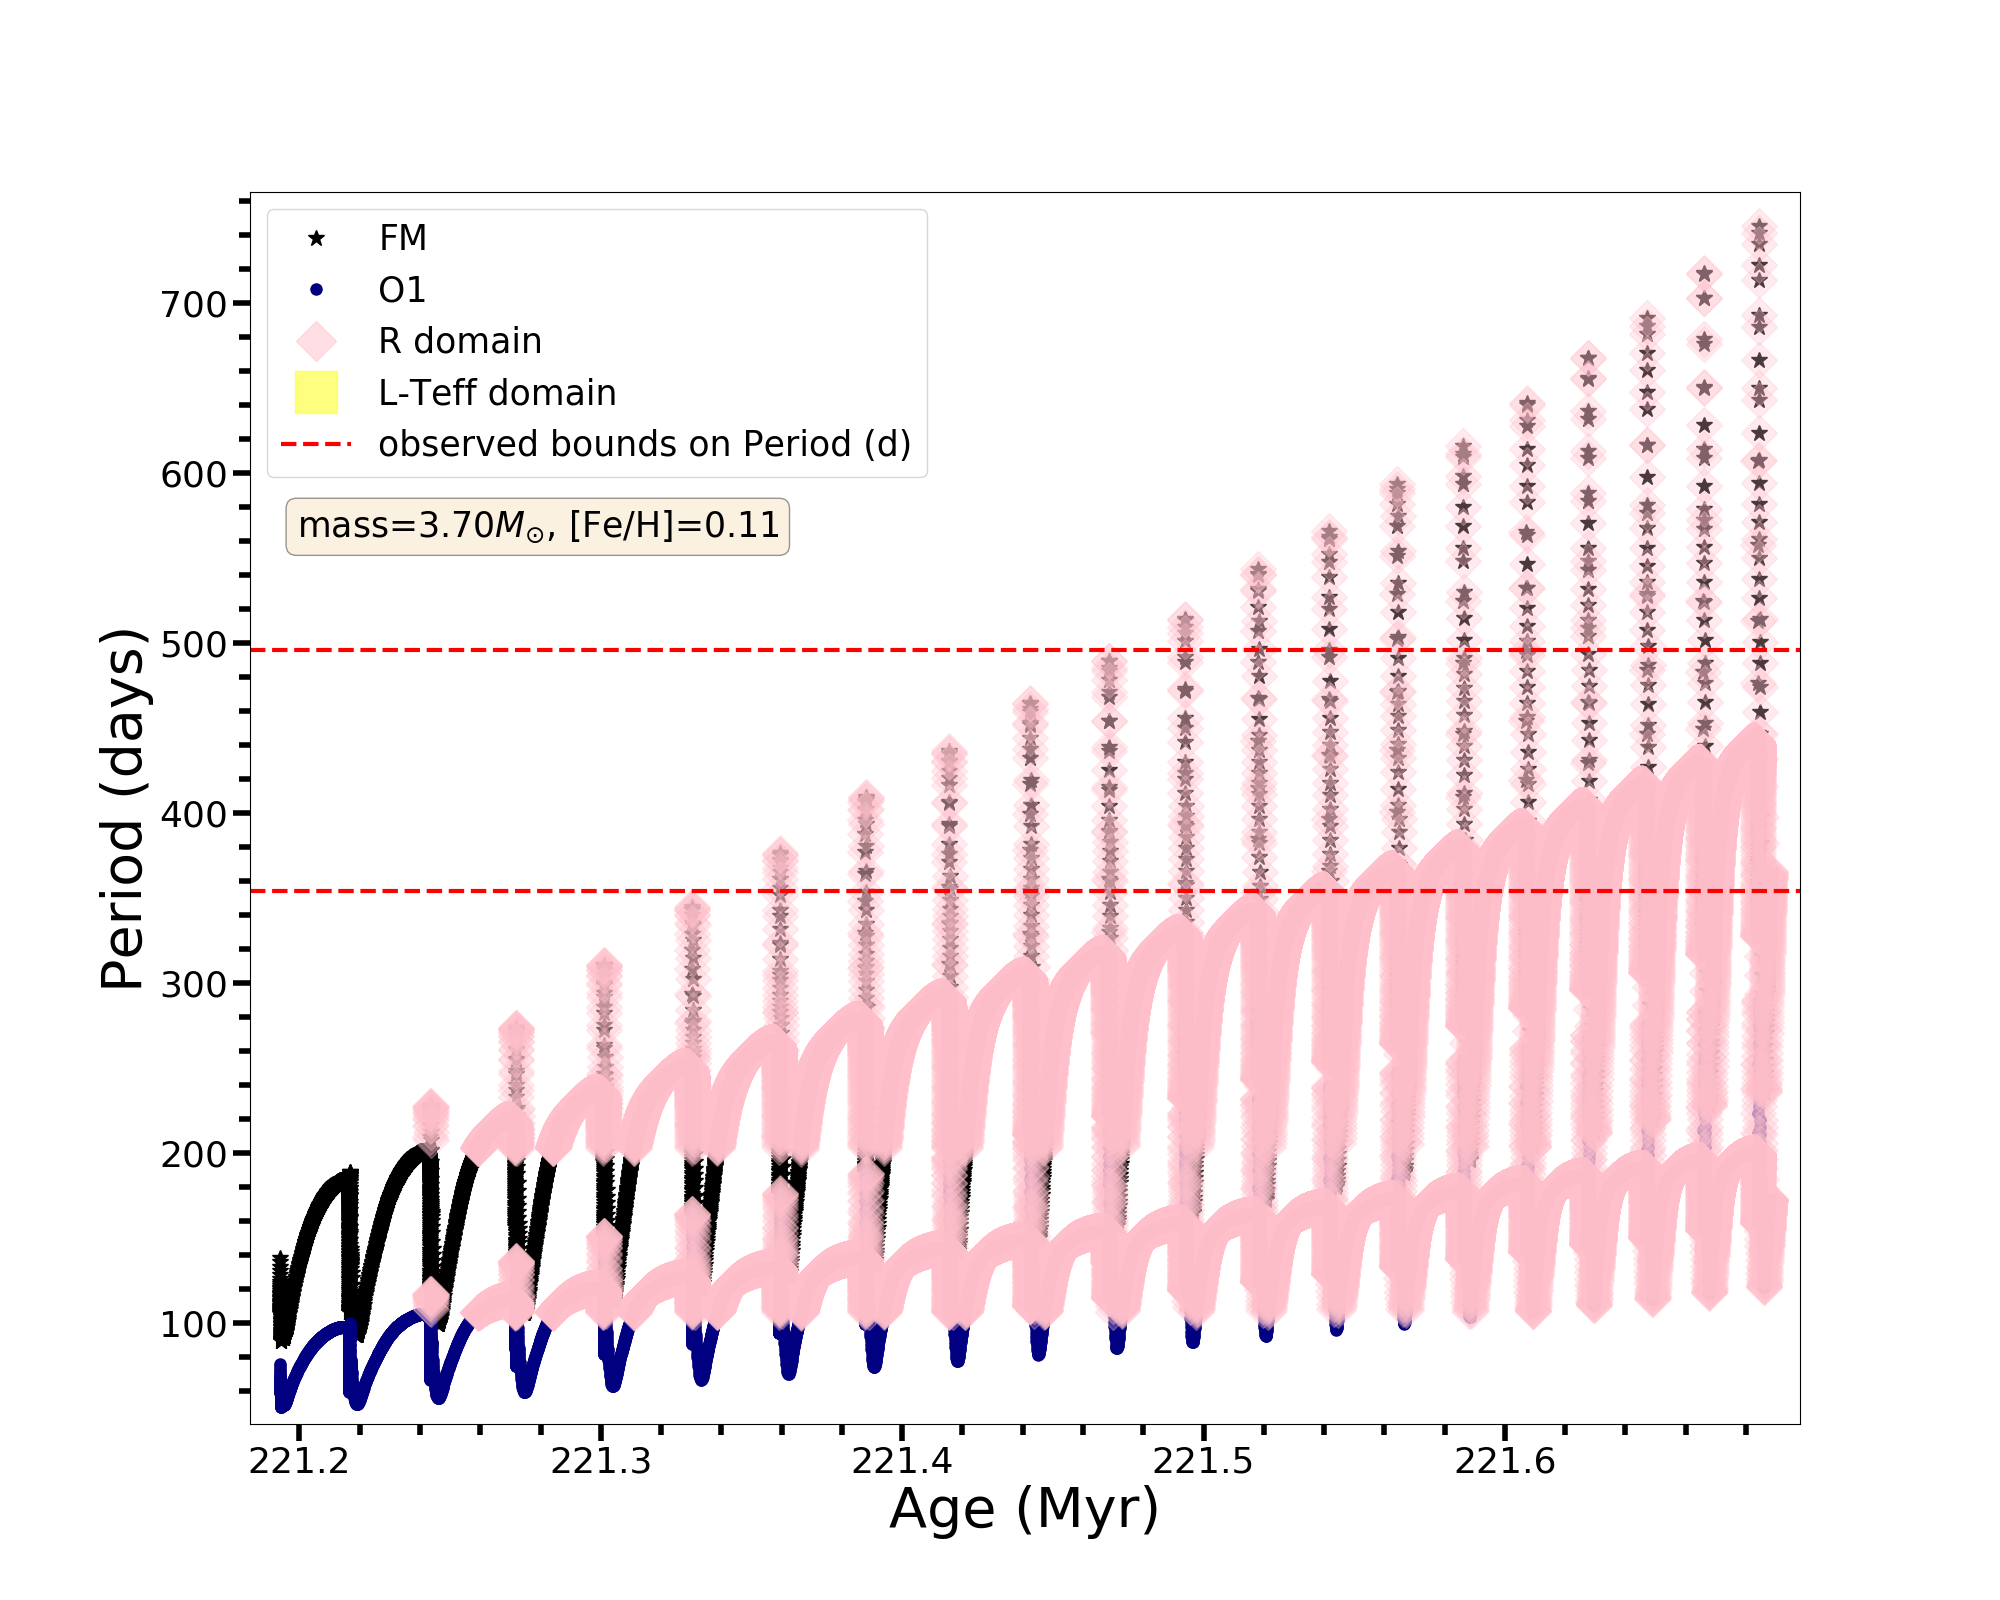 FM
O1
R domain
L-Teff domain
observed bounds on Period (d)
mass=3.70M⊙, [Fe/H]=0.11
700
600
500
400
300
200
100
Period (days)
221.2 221.3 221.4 221.5 221.6
Age (Myr)